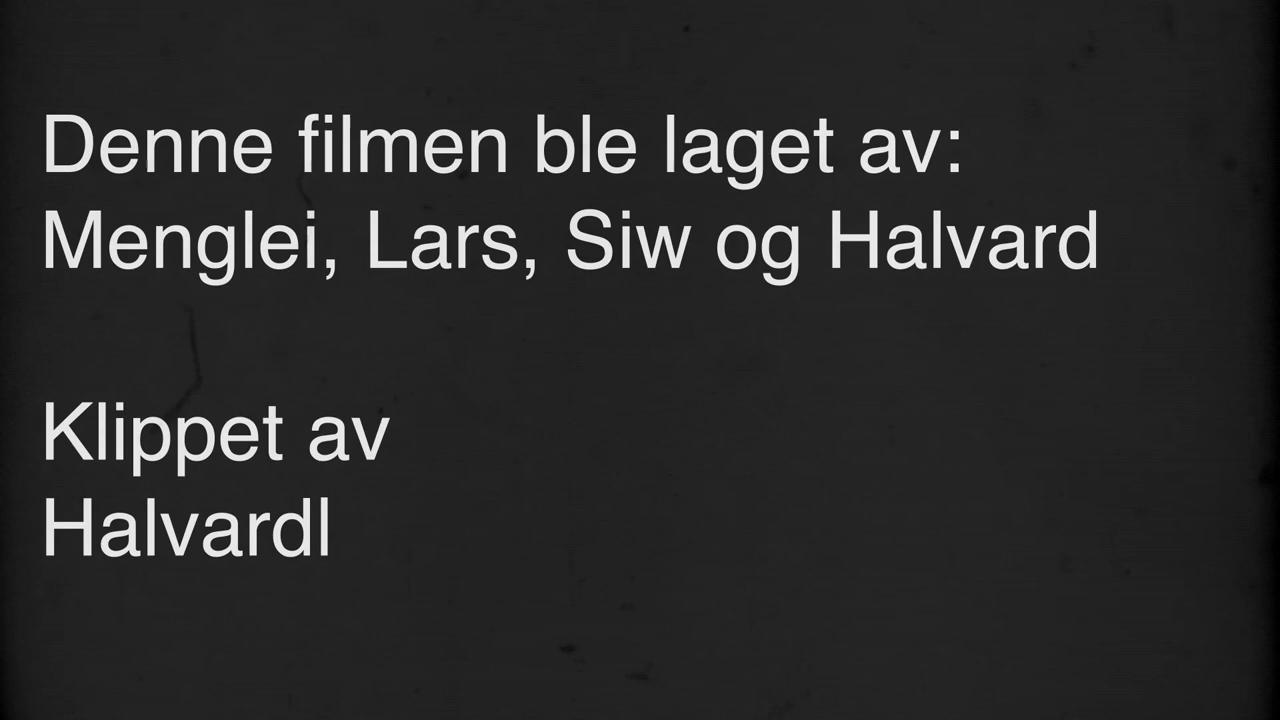 Denne filmen ble laget av:
Menglei, Lars, Siw og Halvard
Klippet av
Halvardl